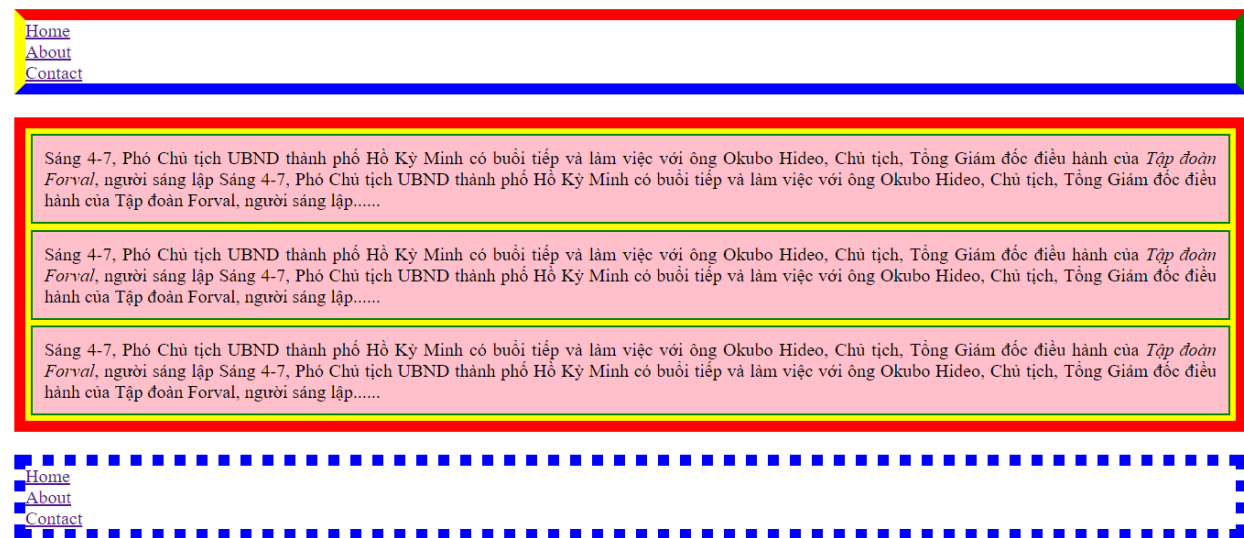 Home
About
Contact
Sáng 4-7, Phó Chủ tịch UBND thành phố Hồ Kỳ Minh có buổi tiếp và làm việc với ông Okubo Hideo, Chủ tịch, Tổng Giám đốc điều hành của Tập đoàn
Forval, người sáng lập Sáng 4-7, Phó Chủ tịch UBND thành phố Hồ Kỳ Minh có buổi tiếp và làm việc với ông Okubo Hideo, Chủ tịch, Tổng Giám đốc điều
hành của Tập đoàn Forval, người sáng lập......
Sáng 4-7, Phó Chủ tịch UBND thành phố Hồ Kỳ Minh có buổi tiếp và làm việc với ông Okubo Hideo, Chủ tịch, Tổng Giám đốc điều hành của Tập đoàn
Forval, người sáng lập Sáng 4-7, Phó Chủ tịch UBND thành phố Hồ Kỳ Minh có buổi tiếp và làm việc với ông Okubo Hideo, Chủ tịch, Tổng Giám đốc điều
hành của Tập đoàn Forval, người sáng lập......
Sáng 4-7, Phó Chủ tịch UBND thành phố Hồ Kỳ Minh có buổi tiếp và làm việc với ông Okubo Hideo, Chủ tịch, Tổng Giám đốc điều hành của Tập đoàn
Forval, người sáng lập Sáng 4-7, Phó Chủ tịch UBND thành phố Hồ Kỳ Minh có buổi tiếp và làm việc với ông Okubo Hideo, Chủ tịch, Tổng Giám đốc điều
hành của Tập đoàn Forval, người sáng lập......
Home
About
Contact